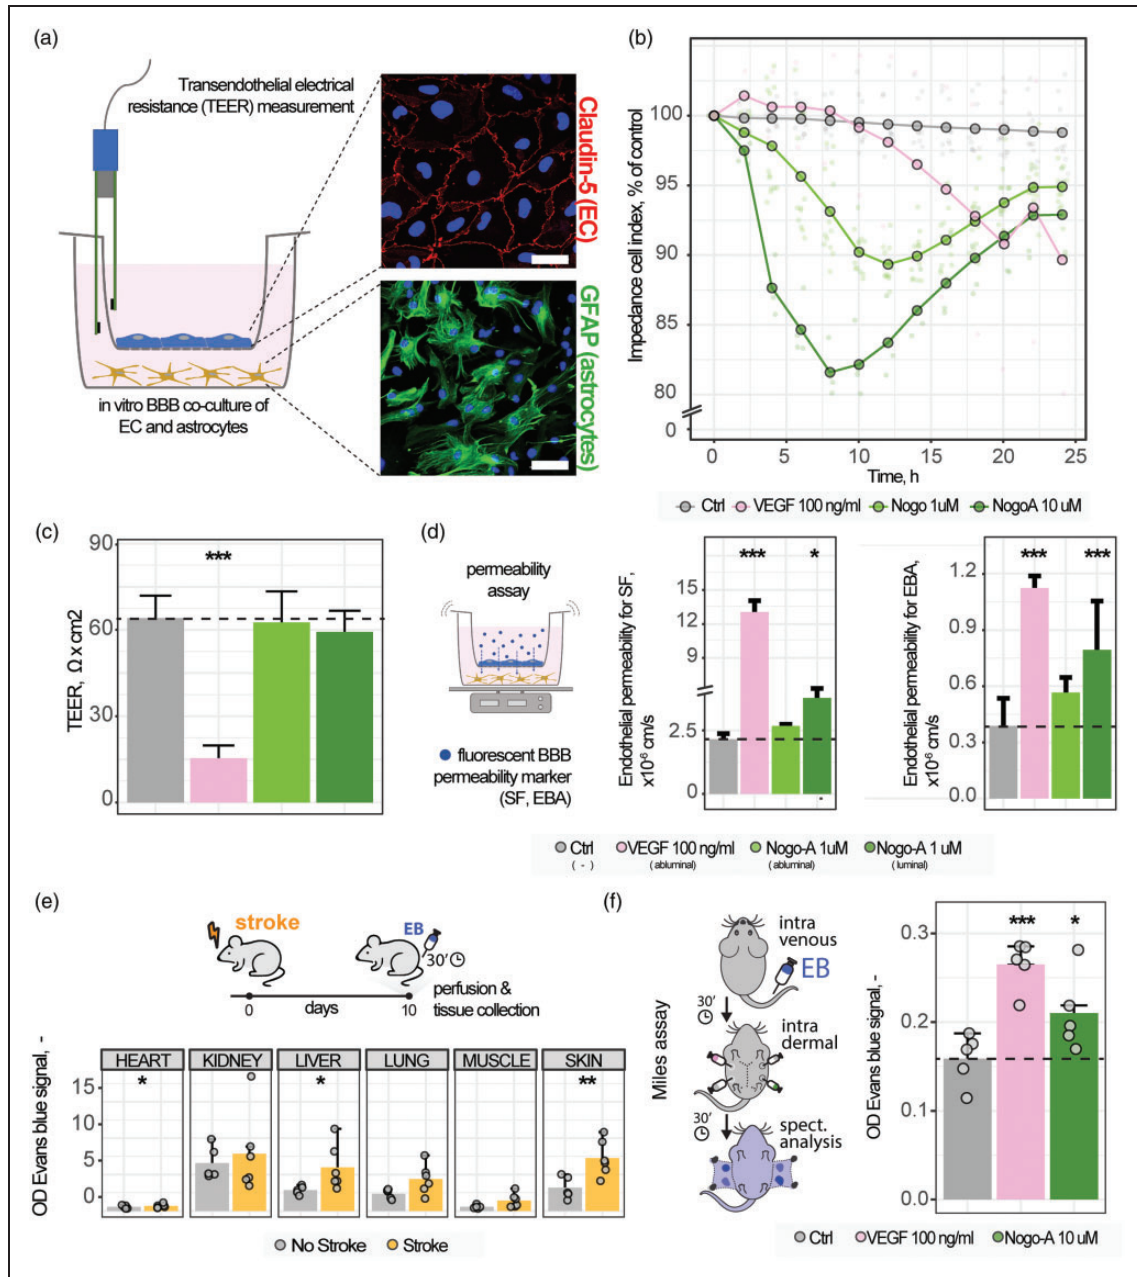 (a)
Transendothelial electrical
resistance (TEER) measurement
Claudin-5 (EC)
GFAP (astrocytes)
in vitro BBB co-culture of
EC and astrocytes
(b)
Impedance cell index, % of control
100
95
90
85
80
0
0
5
10
15
20
25
Time, h
Ctrl
VEGF 100 ng/ml
Nogo 1uM
NogoA 10 uM
(c)
TEER, Ω x cm2
90
60
30
0
***
(d)
permeability
assay
fluorescent BBB
permeability marker
(SF, EBA)
Endothelial permeability for SF,
x10⁻⁶ cm/s
15
13
11
9
2.5
0
***
*
Endothelial permeability for EBA,
x10⁻⁶ cm/s
1.2
0.9
0.6
0.3
0.0
***
***
Ctrl
( - )
VEGF 100 ng/ml
(abluminal)
Nogo-A 1uM
(abluminal)
Nogo-A 1 uM
(luminal)
(e)
stroke
EB
30'
0
days
10
perfusion &
tissue collection
OD Evans blue signal, -
15
10
5
0
HEART
KIDNEY
LIVER
LUNG
MUSCLE
SKIN
*
*
**
No Stroke
Stroke
(f)
Miles assay
intra
venous
EB
30'
intra
dermal
30'
spect.
analysis
OD Evans blue signal, -
0.3
0.2
0.1
0.0
***
*
Ctrl
VEGF 100 ng/ml
Nogo-A 10 uM